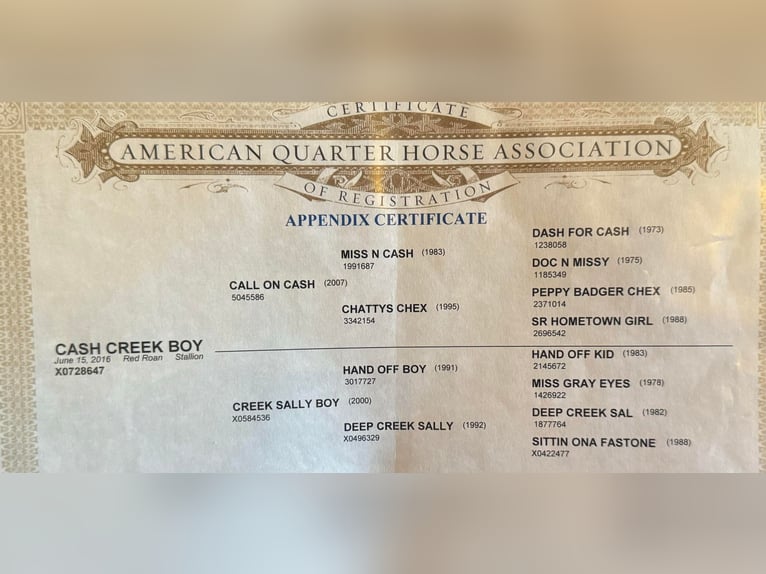 CERTIFICATE
AMERICAN QUARTER HORSE ASSOCIATION
OF REGISTRATION
APPENDIX CERTIFICATE
DASH FOR CASH (1973)
1238058
MISS N CASH (1983)
1991687
DOC N MISSY (1975)
1185349
CALL ON CASH (2007)
5045586
PEPPY BADGER CHEX (1985)
2371014
CHATTYS CHEX (1995)
3342154
SR HOMETOWN GIRL (1988)
2696542
CASH CREEK BOY
June 15, 2016 Red Roan Stallion
X0728647
HAND OFF KID (1983)
2145672
HAND OFF BOY (1991)
3017727
MISS GRAY EYES (1978)
1426922
CREEK SALLY BOY (2000)
X0584536
DEEP CREEK SAL (1982)
1877764
DEEP CREEK SALLY (1992)
X0496329
SITTIN ONA FASTONE (1988)
X0422477